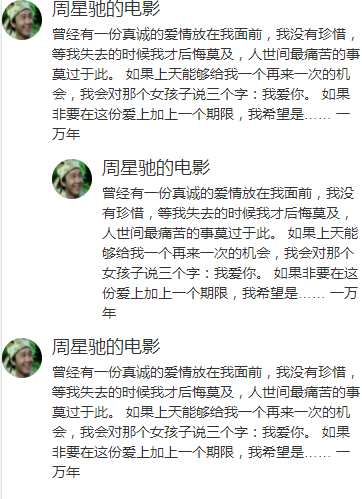 周星驰的电影
曾经有一份真诚的爱情放在我面前，我没有珍惜，
等我失去的时候我才后悔莫及，人世间最痛苦的事
莫过于此。 如果上天能够给我一个再来一次的机
会，我会对那个女孩子说三个字：我爱你。 如果
非要在这份爱上加上一个期限，我希望是…… 一
万年
周星驰的电影
曾经有一份真诚的爱情放在我面前，我没
有珍惜，等我失去的时候我才后悔莫及，
人世间最痛苦的事莫过于此。 如果上天能
够给我一个再来一次的机会，我会对那个
女孩子说三个字：我爱你。 如果非要在这
份爱上加上一个期限，我希望是…… 一万
年
周星驰的电影
曾经有一份真诚的爱情放在我面前，我没有珍惜，
等我失去的时候我才后悔莫及，人世间最痛苦的事
莫过于此。 如果上天能够给我一个再来一次的机
会，我会对那个女孩子说三个字：我爱你。 如果
非要在这份爱上加上一个期限，我希望是…… 一
万年